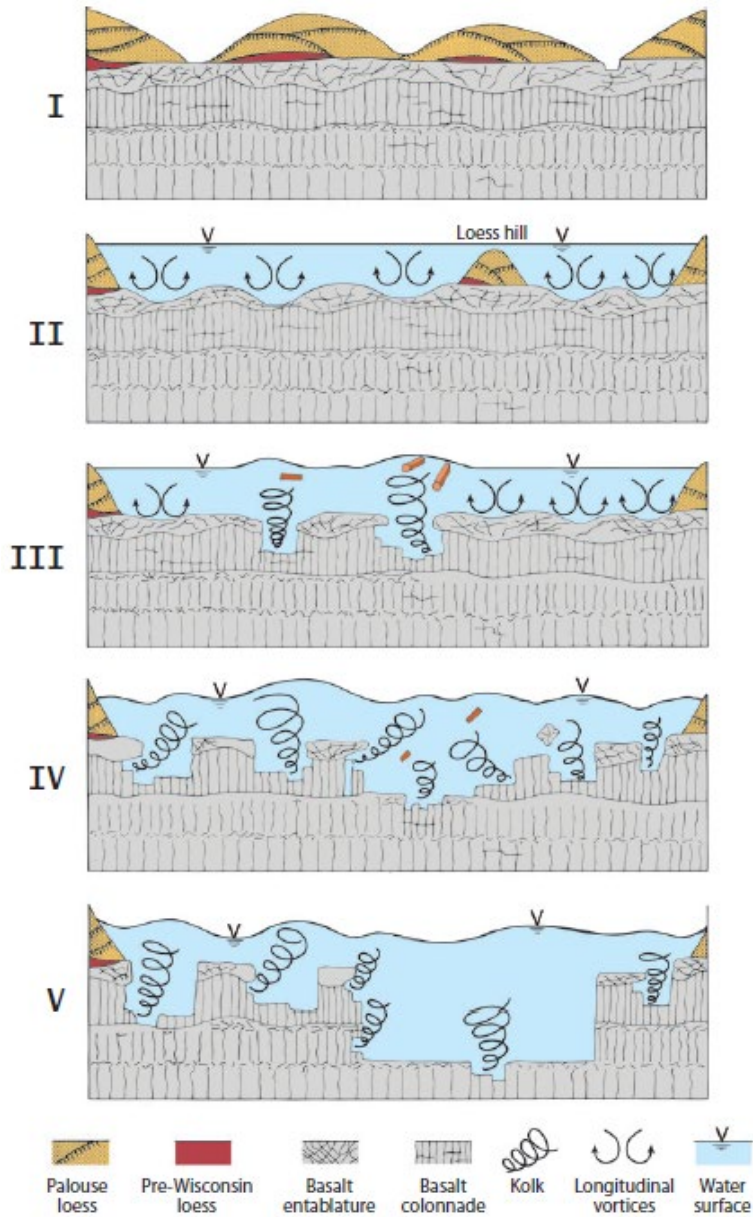 I
Loess hill
II
III
IV
V
Palouse loess
Pre-Wisconsin loess
Basalt entablature
Basalt colonnade
Kolk
Longitudinal vortices
Water surface